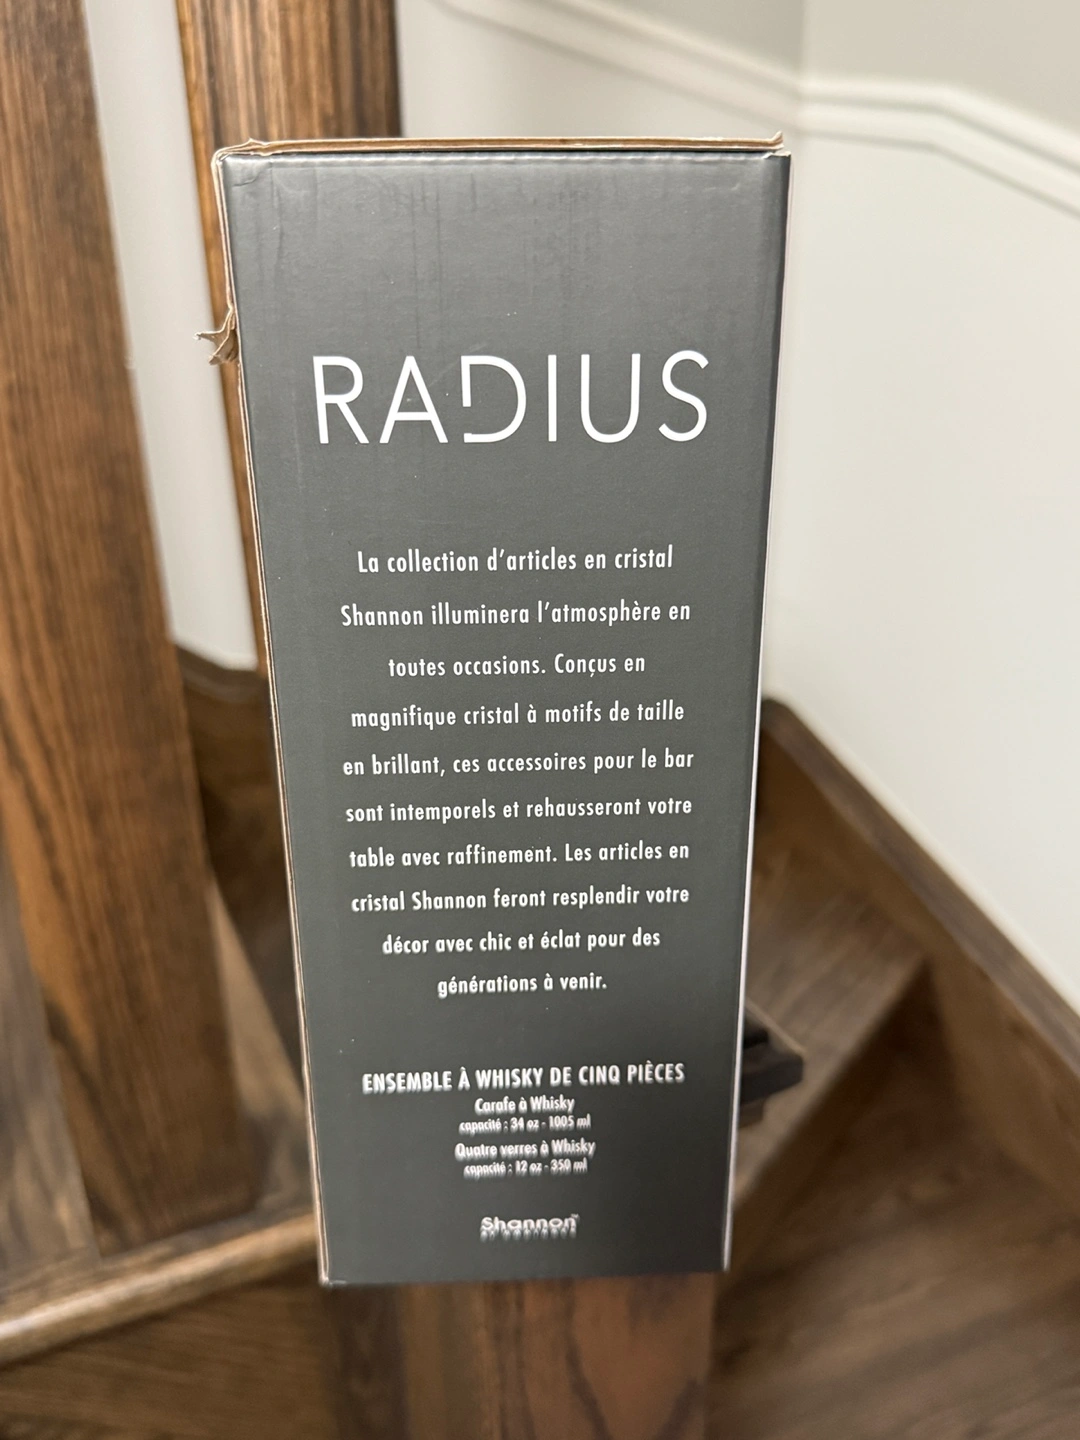 RADIUS
La collection d'articles en cristal
Shannon illuminera l'atmosphère en
toutes occasions. Conçus en
magnifique cristal à motifs de taille
en brillant, ces accessoires pour le bar
sont intemporels et rehausseront votre
table avec raffinement. Les articles en
cristal Shannon feront resplendir votre
décor avec chic et éclat pour des
générations à venir.
ENSEMBLE À WHISKY DE CINQ PIÈCES
Carafe à Whisky
capacité : 34 oz - 1005 ml
Quatre verres à Whisky
capacité : 12 oz - 350 ml
Shannon™